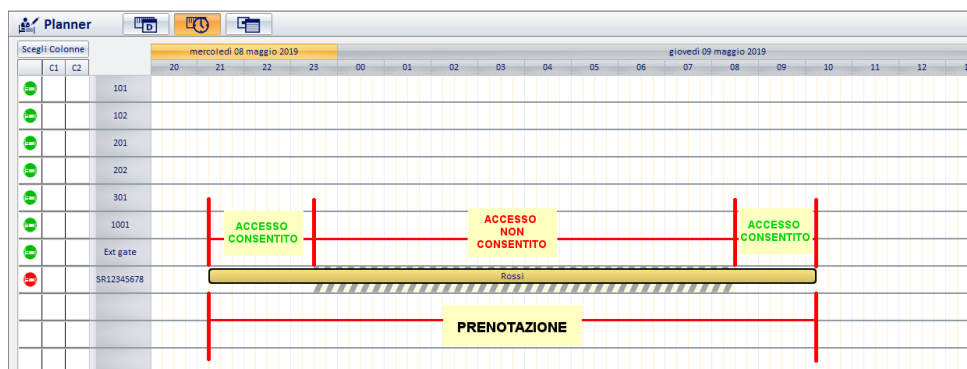 Planner
D
Scegli Colonne
mercoledì 08 maggio 2019
giovedì 09 maggio 2019
C1 C2
20 21 22 23 00 01 02 03 04 05 06 07 08 09 10 11 12
101
102
201
202
301
1001
ACCESSO
CONSENTITO
ACCESSO
NON
CONSENTITO
ACCESSO
CONSENTITO
Ext gate
SR12345678
Rossi
PRENOTAZIONE